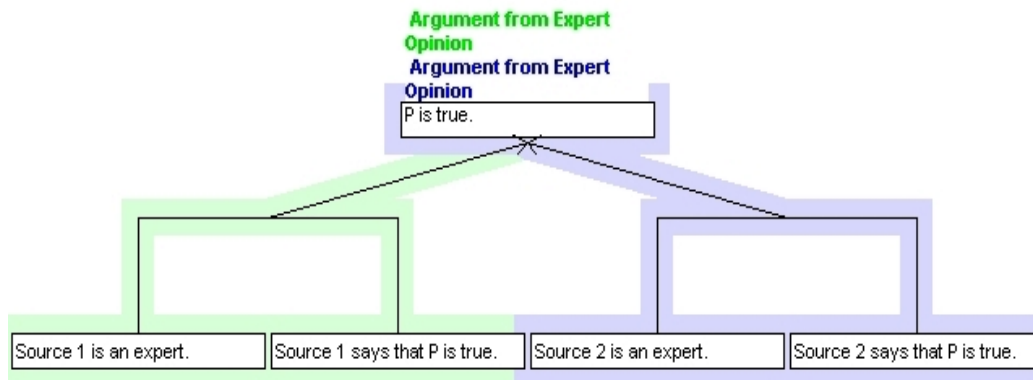 Argument from Expert
Opinion
Argument from Expert
Opinion
P is true.
Source 1 is an expert.
Source 1 says that P is true.
Source 2 is an expert.
Source 2 says that P is true.